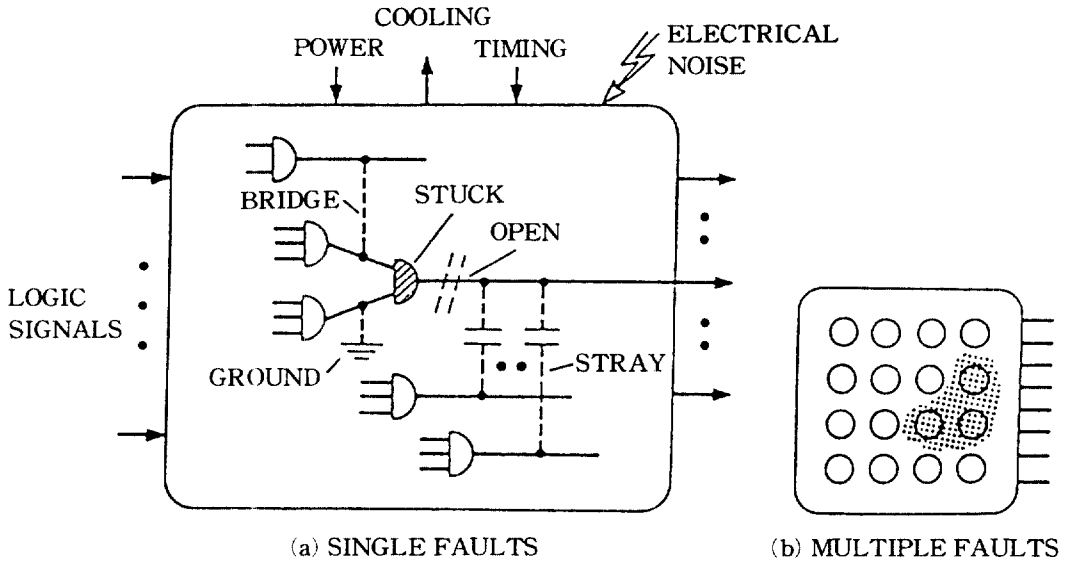 COOLING
POWER
TIMING
ELECTRICAL
NOISE
BRIDGE
STUCK
OPEN
LOGIC
SIGNALS
GROUND
STRAY
(a) SINGLE FAULTS
(b) MULTIPLE FAULTS